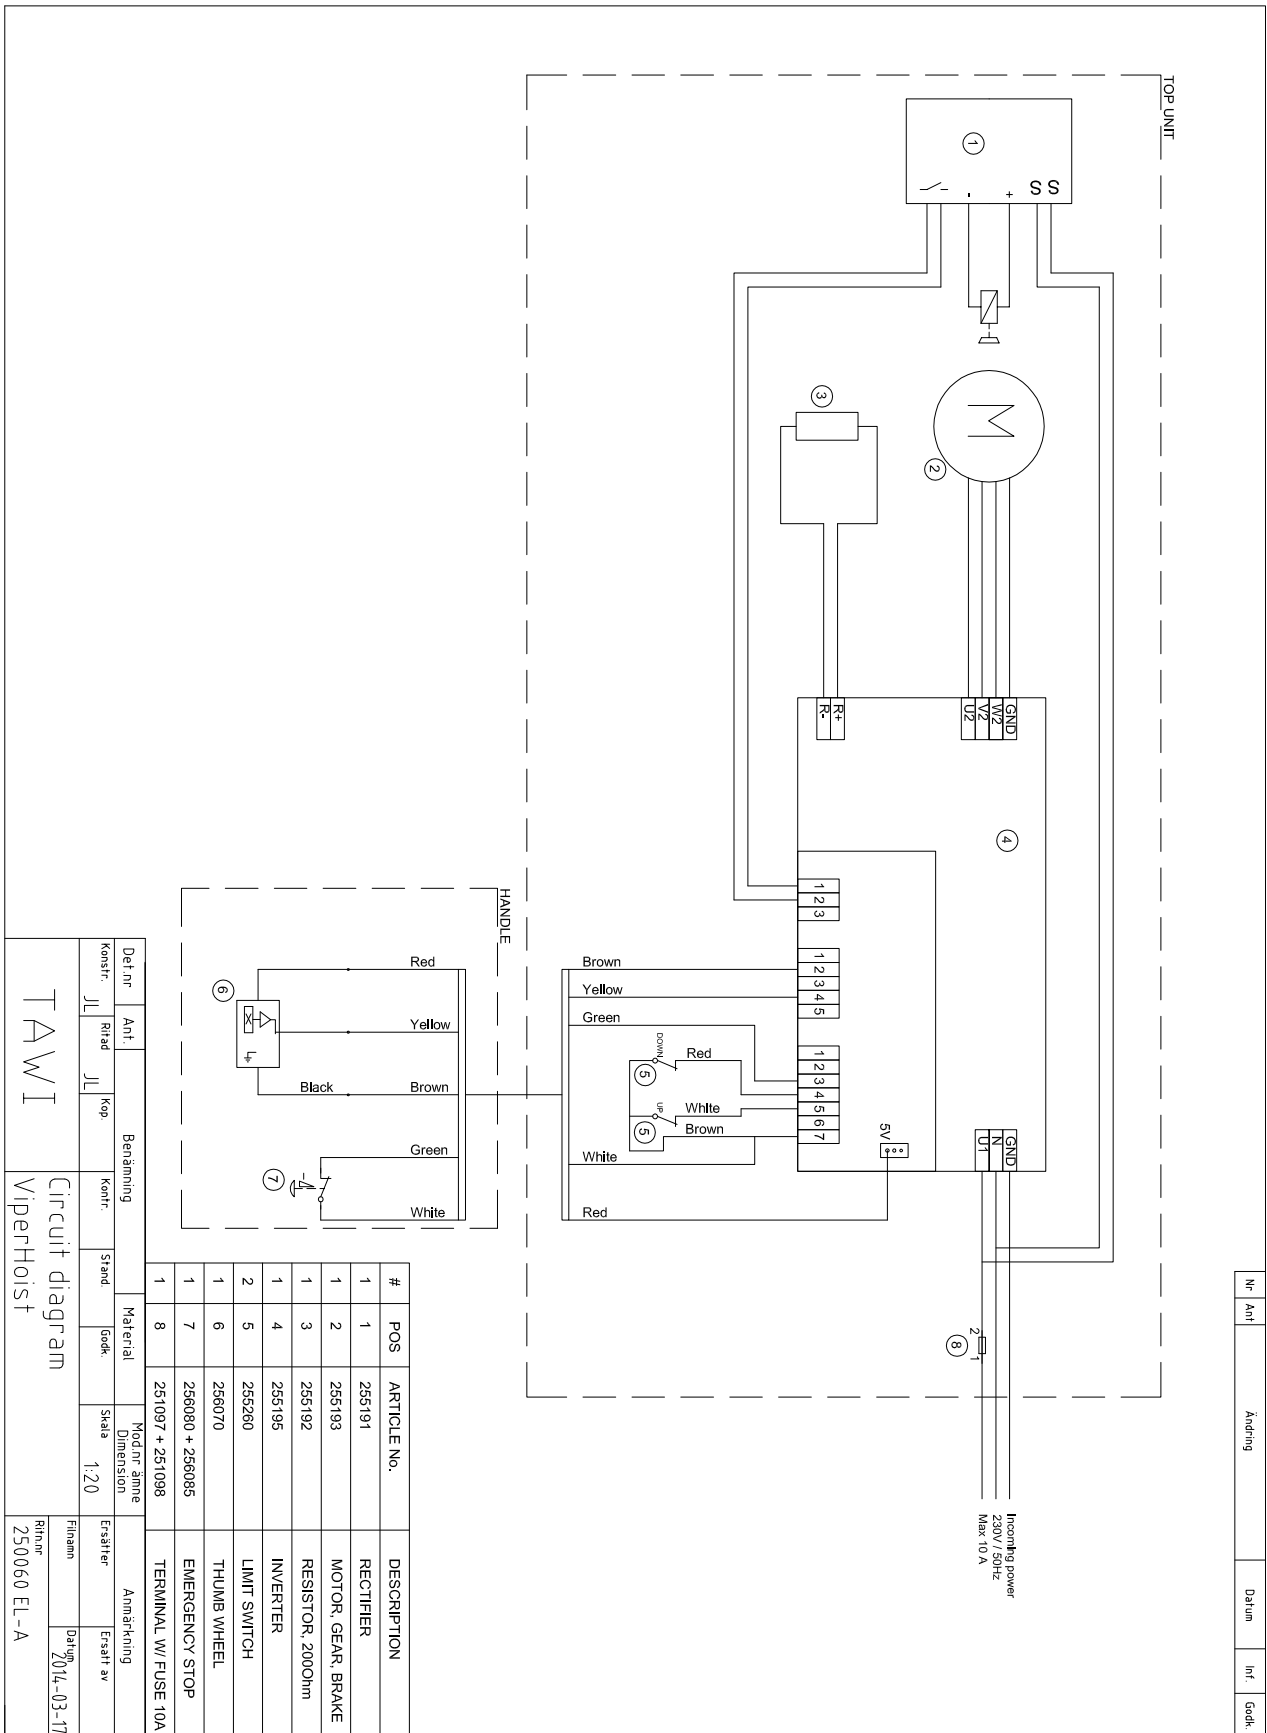 TOP UNIT
1
S S
+
-
2
M
3
GND
W2
V2
U2
R+
R-
4
1 2 3
1 2 3 4 5
1 2 3 4 5 6 7
5V
GND
N
U1
2
1
8
Incoming power
230V / 50Hz
Max 10 A
Brown
Yellow
Green
DOWN
Red
5
UP
White
5
Brown
White
Red
HANDLE
Red
Yellow
Black
Brown
Green
White
6
7
Nr Ant Ändring Datum Inf. Godk.
# POS ARTICLE No. DESCRIPTION
1 1 255191 RECTIFIER
1 2 255193 MOTOR, GEAR, BRAKE
1 3 255192 RESISTOR, 200Ohm
1 4 255195 INVERTER
2 5 255260 LIMIT SWITCH
1 6 256070 THUMB WHEEL
1 7 256080 + 256085 EMERGENCY STOP
1 8 251097 + 251098 TERMINAL W/ FUSE 10A
Det.nr Ant. Benämning Material Mod.nr ämne Dimension Anmärkning
Konstr. JL Ritad JL Kop. Kontr. Stand. Godk. Skala 1:20 Ersätter Ersatt av
TAWI
Circuit diagram
ViperHoist
Filnamn
Datum 2014-03-17
Ritn.nr
250060 EL-A